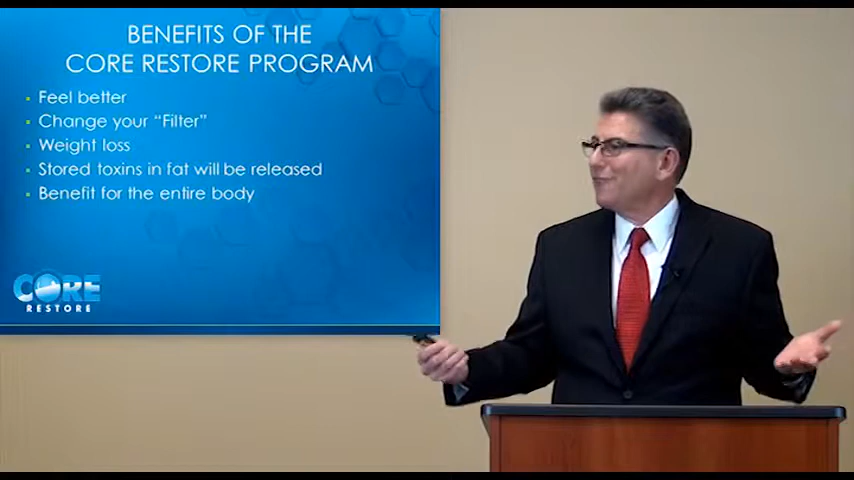 BENEFITS OF THE
CORE RESTORE PROGRAM
Feel better
Change your “Filter”
Weight loss
Stored toxins in fat will be released
Benefit for the entire body
CORE
RESTORE